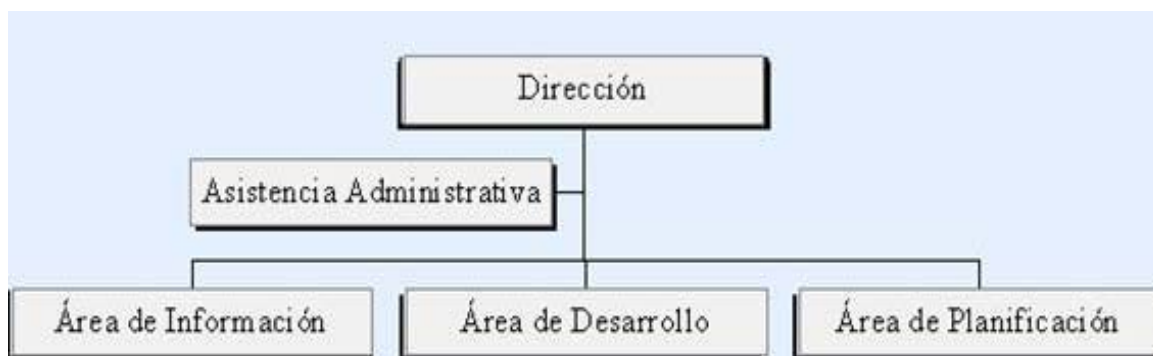 Dirección
Asistencia Administrativa
Área de Información
Área de Desarrollo
Área de Planificación